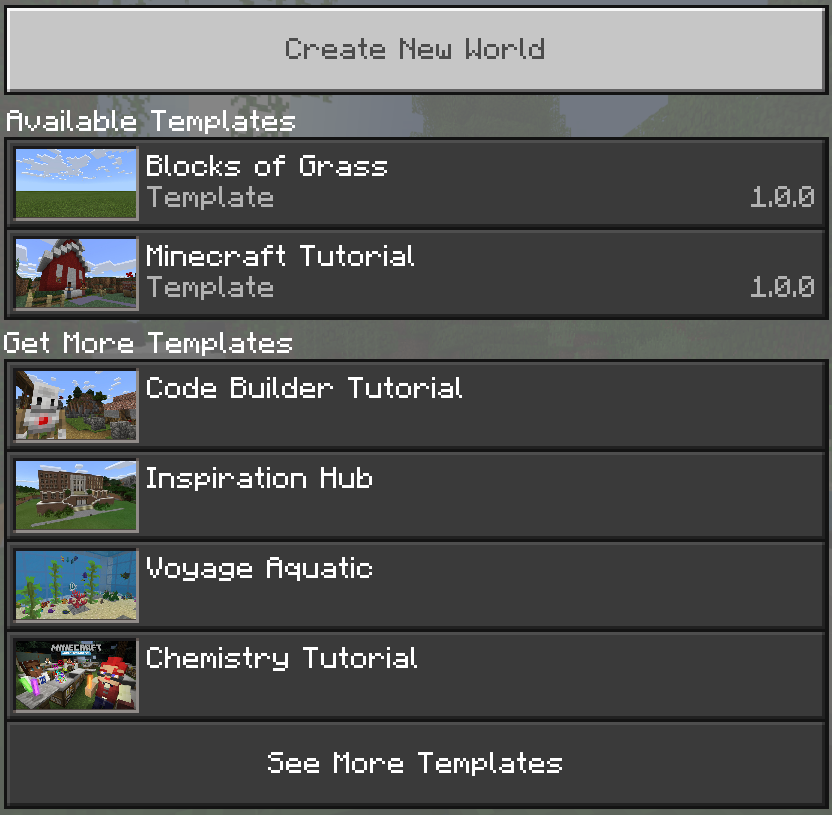 Create New World
Available Templates
Blocks of Grass
Template
1.0.0
Minecraft Tutorial
Template
1.0.0
Get More Templates
Code Builder Tutorial
Inspiration Hub
Voyage Aquatic
MINECRAFT
Chemistry Tutorial
See More Templates